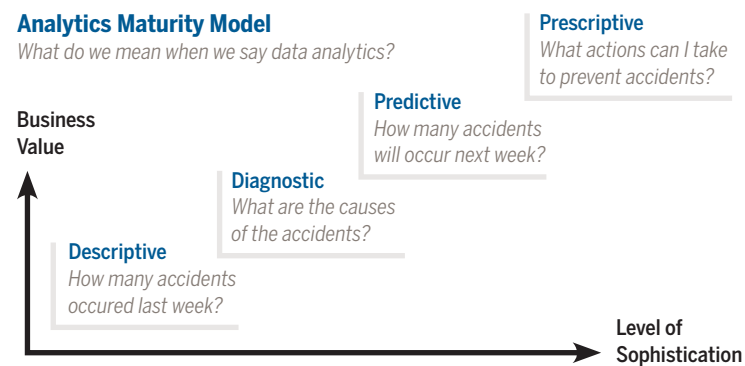 Analytics Maturity Model
What do we mean when we say data analytics?
Prescriptive
What actions can I take
to prevent accidents?
Predictive
How many accidents
will occur next week?
Business
Value
Diagnostic
What are the causes
of the accidents?
Descriptive
How many accidents
occured last week?
Level of
Sophistication